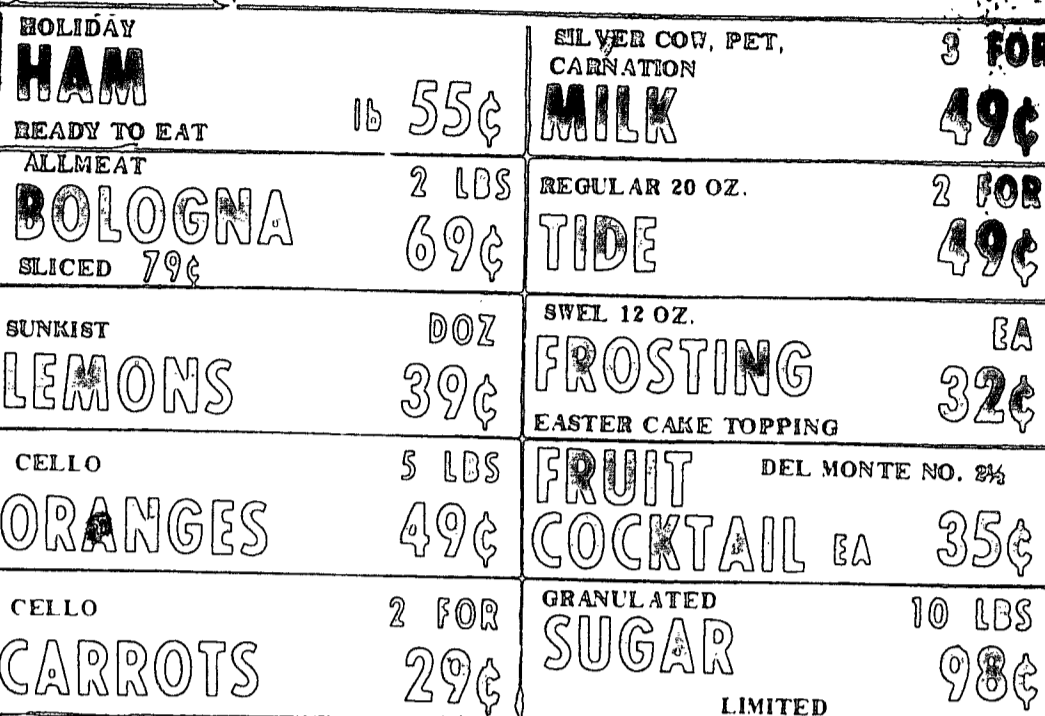 HOLIDAY
HAM
lb 55¢
READY TO EAT
ALLMEAT
2 LBS
BOLOGNA
69¢
SLICED 79¢
SUNKIST
DOZ
LEMONS
39¢
CELLO
5 LBS
ORANGES
49¢
CELLO
2 FOR
CARROTS
29¢
SILVER COW, PET,
3 FOR
CARNATION
MILK
49¢
REGULAR 20 OZ.
2 FOR
TIDE
49¢
SWEL 12 OZ.
EA
FROSTING
32¢
EASTER CAKE TOPPING
FRUIT
DEL MONTE NO. 2½
COCKTAIL EA 35¢
GRANULATED
10 LBS
SUGAR
98¢
LIMITED